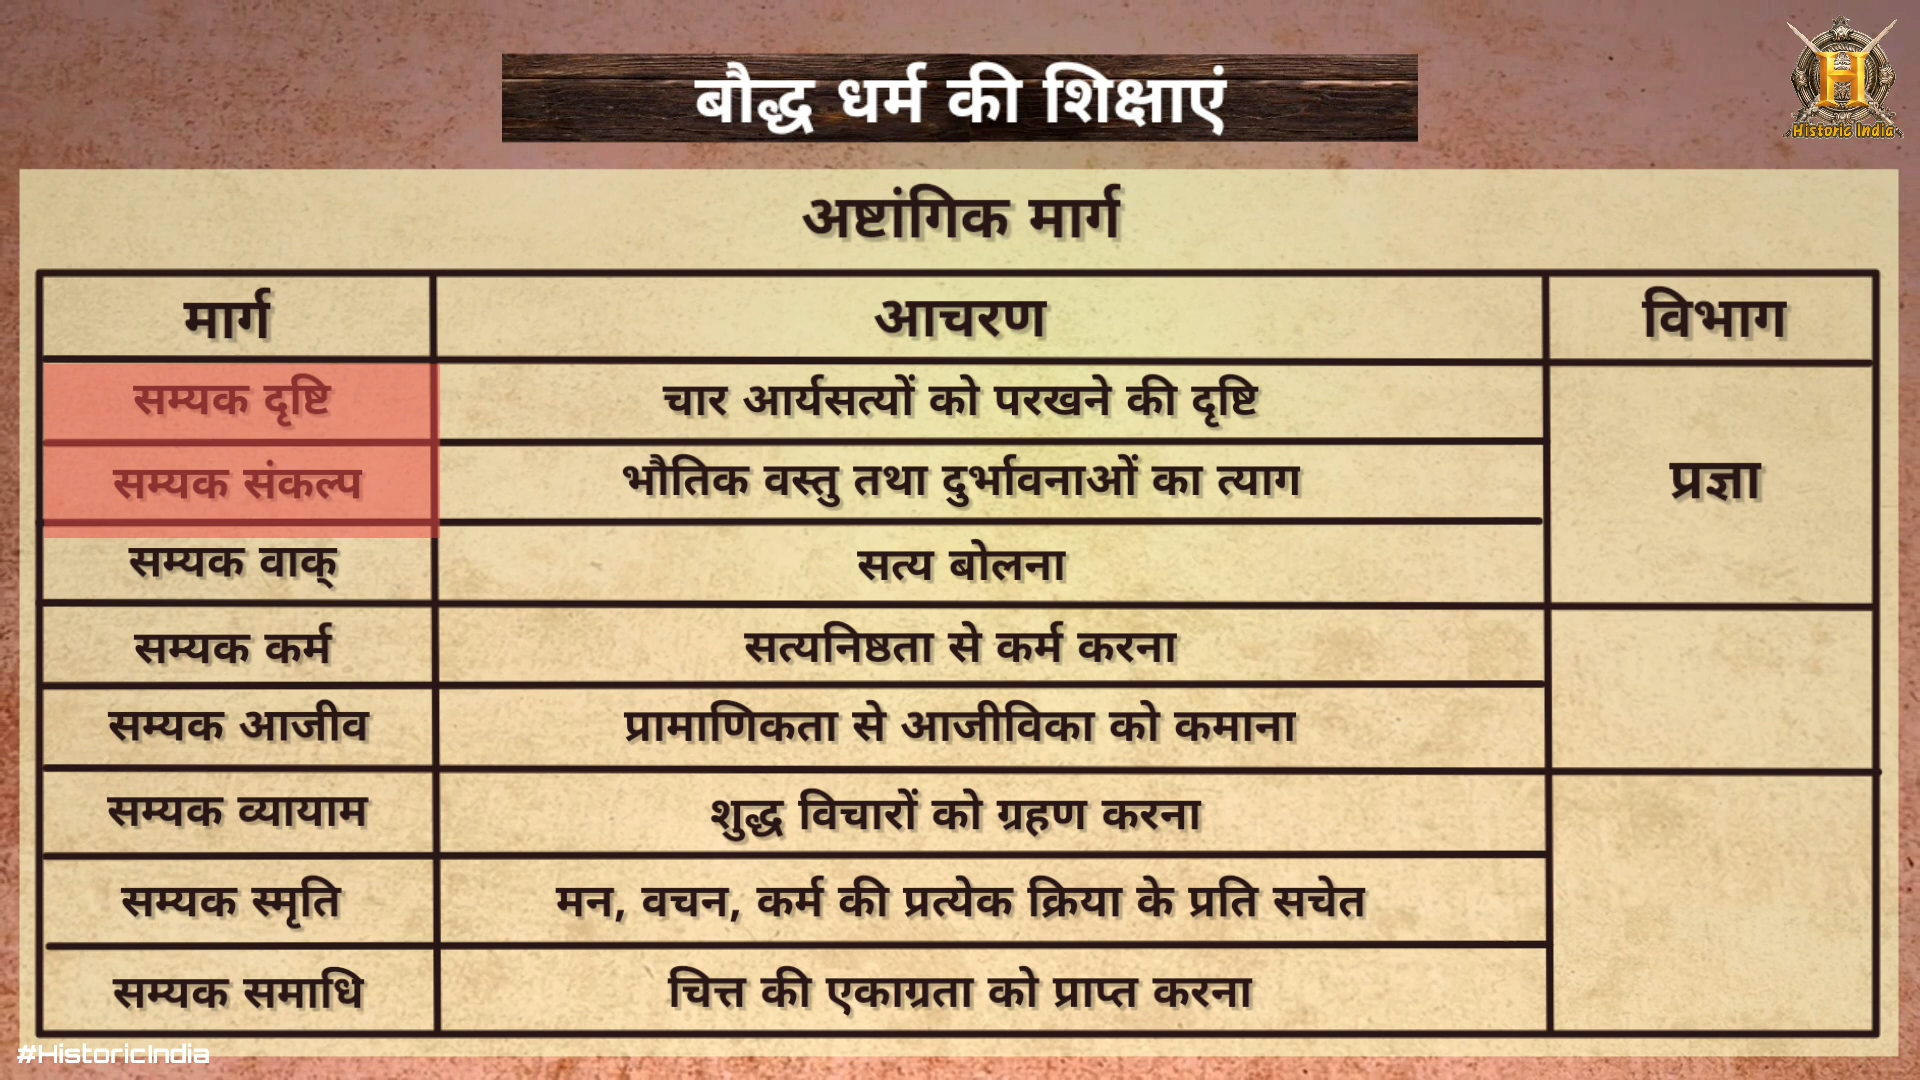 बौद्ध धर्म की शिक्षाएं
Historic India
अष्टांगिक मार्ग
मार्ग आचरण विभाग
सम्यक दृष्टि चार आर्यसत्यों को परखने की दृष्टि
सम्यक संकल्प भौतिक वस्तु तथा दुर्भावनाओं का त्याग प्रज्ञा
सम्यक वाक् सत्य बोलना
सम्यक कर्म सत्यनिष्ठता से कर्म करना
सम्यक आजीव प्रामाणिकता से आजीविका को कमाना
सम्यक व्यायाम शुद्ध विचारों को ग्रहण करना
सम्यक स्मृति मन, वचन, कर्म की प्रत्येक क्रिया के प्रति सचेत
सम्यक समाधि चित्त की एकाग्रता को प्राप्त करना
#HistoricIndia